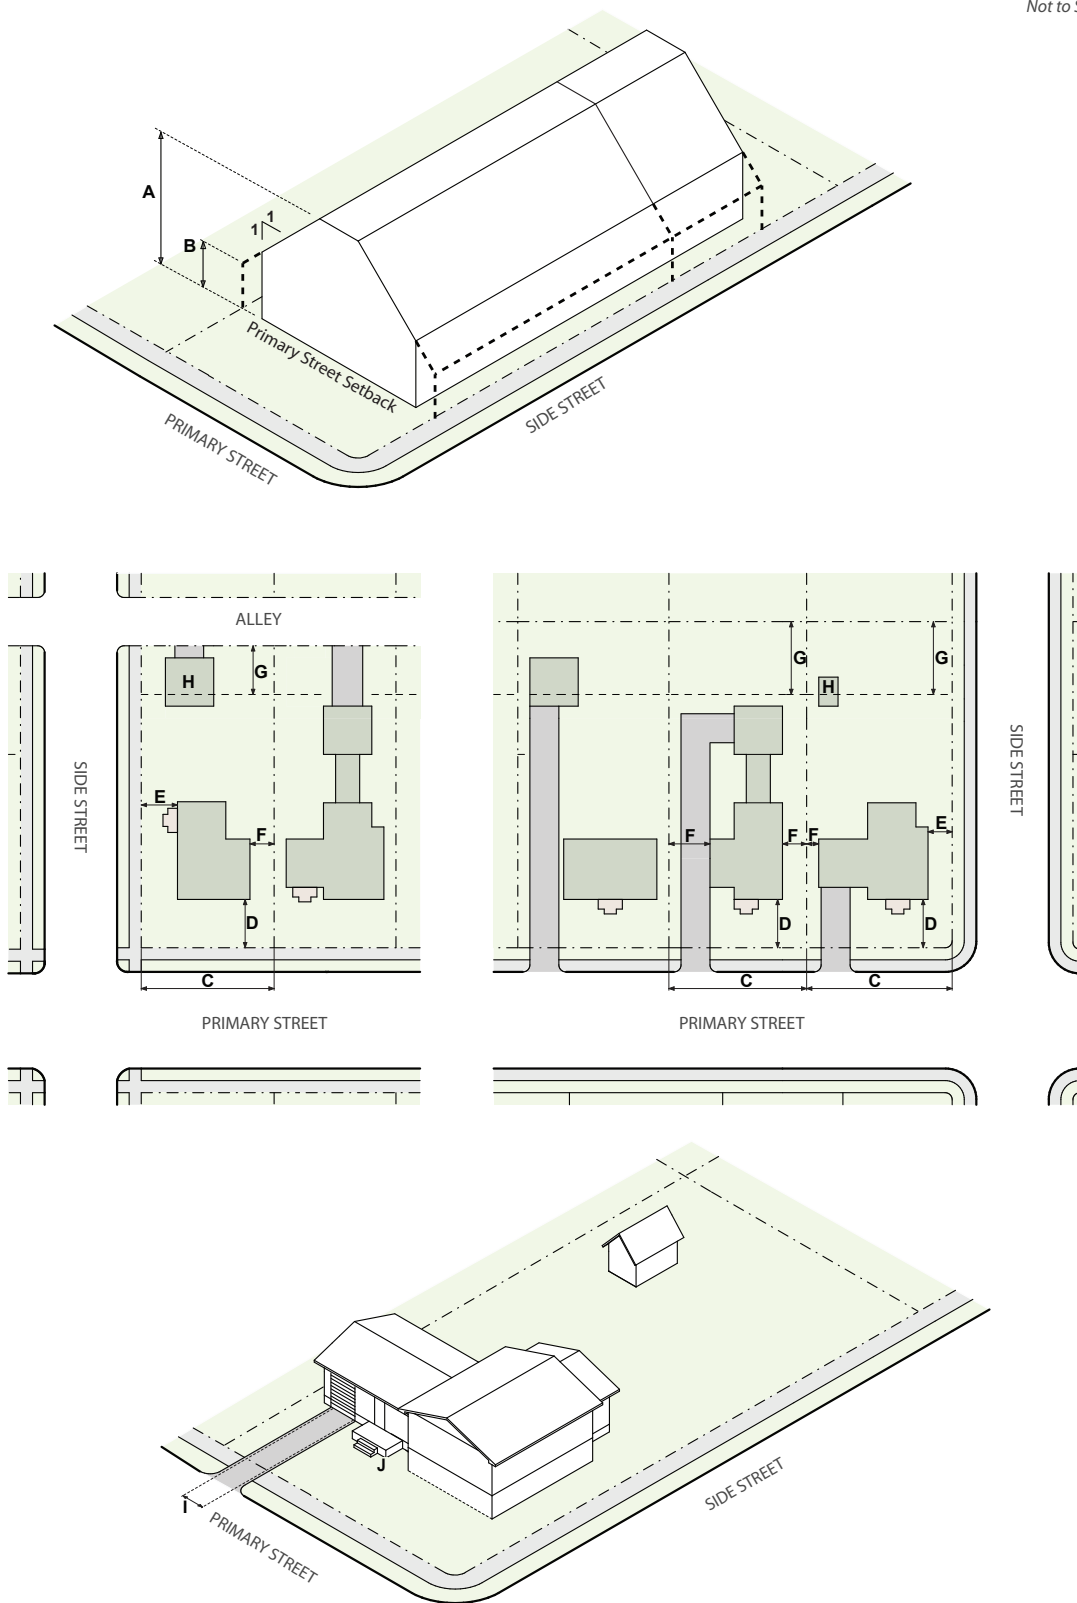 Not to S
A
1
1
B
Primary Street Setback
PRIMARY STREET
SIDE STREET
ALLEY
H
G
G
G
H
SIDE STREET
SIDE STREET
E
F
F
F
F
E
D
D
D
C
C
C
PRIMARY STREET
PRIMARY STREET
J
I
PRIMARY STREET
SIDE STREET